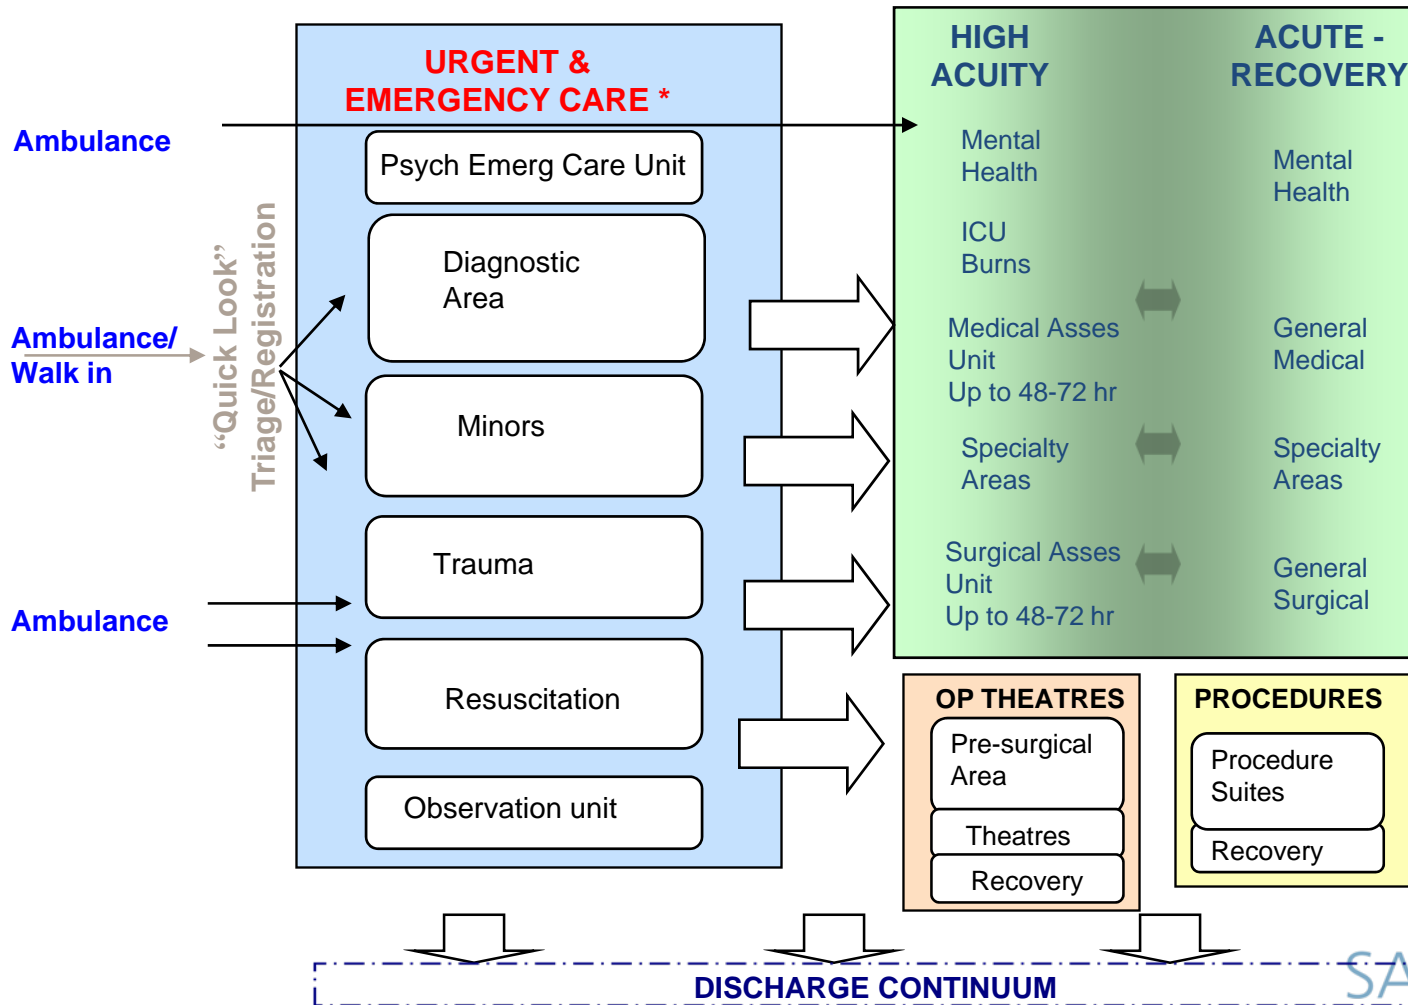 URGENT &
EMERGENCY CARE *
HIGH
ACUITY
ACUTE -
RECOVERY
Ambulance
Ambulance/
Walk in
Ambulance
“Quick Look”
Triage/Registration
Psych Emerg Care Unit
Diagnostic
Area
Minors
Trauma
Resuscitation
Observation unit
Mental
Health
ICU
Burns
Medical Asses
Unit
Up to 48-72 hr
Specialty
Areas
Surgical Asses
Unit
Up to 48-72 hr
Mental
Health
General
Medical
Specialty
Areas
General
Surgical
OP THEATRES
Pre-surgical
Area
Theatres
Recovery
PROCEDURES
Procedure
Suites
Recovery
DISCHARGE CONTINUUM
SA